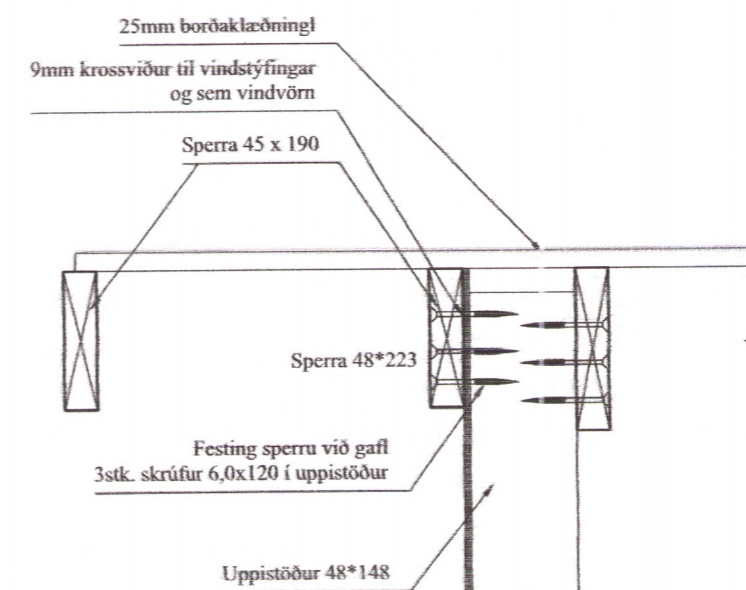 25mm borðaklæðningl
9mm krossviður til vindstýfingar
og sem vindvörn
Sperra 45 x 190
Sperra 48*223
Festing sperru við gafl
3stk. skrúfur 6,0x120 í uppistöður
Uppistöður 48*148